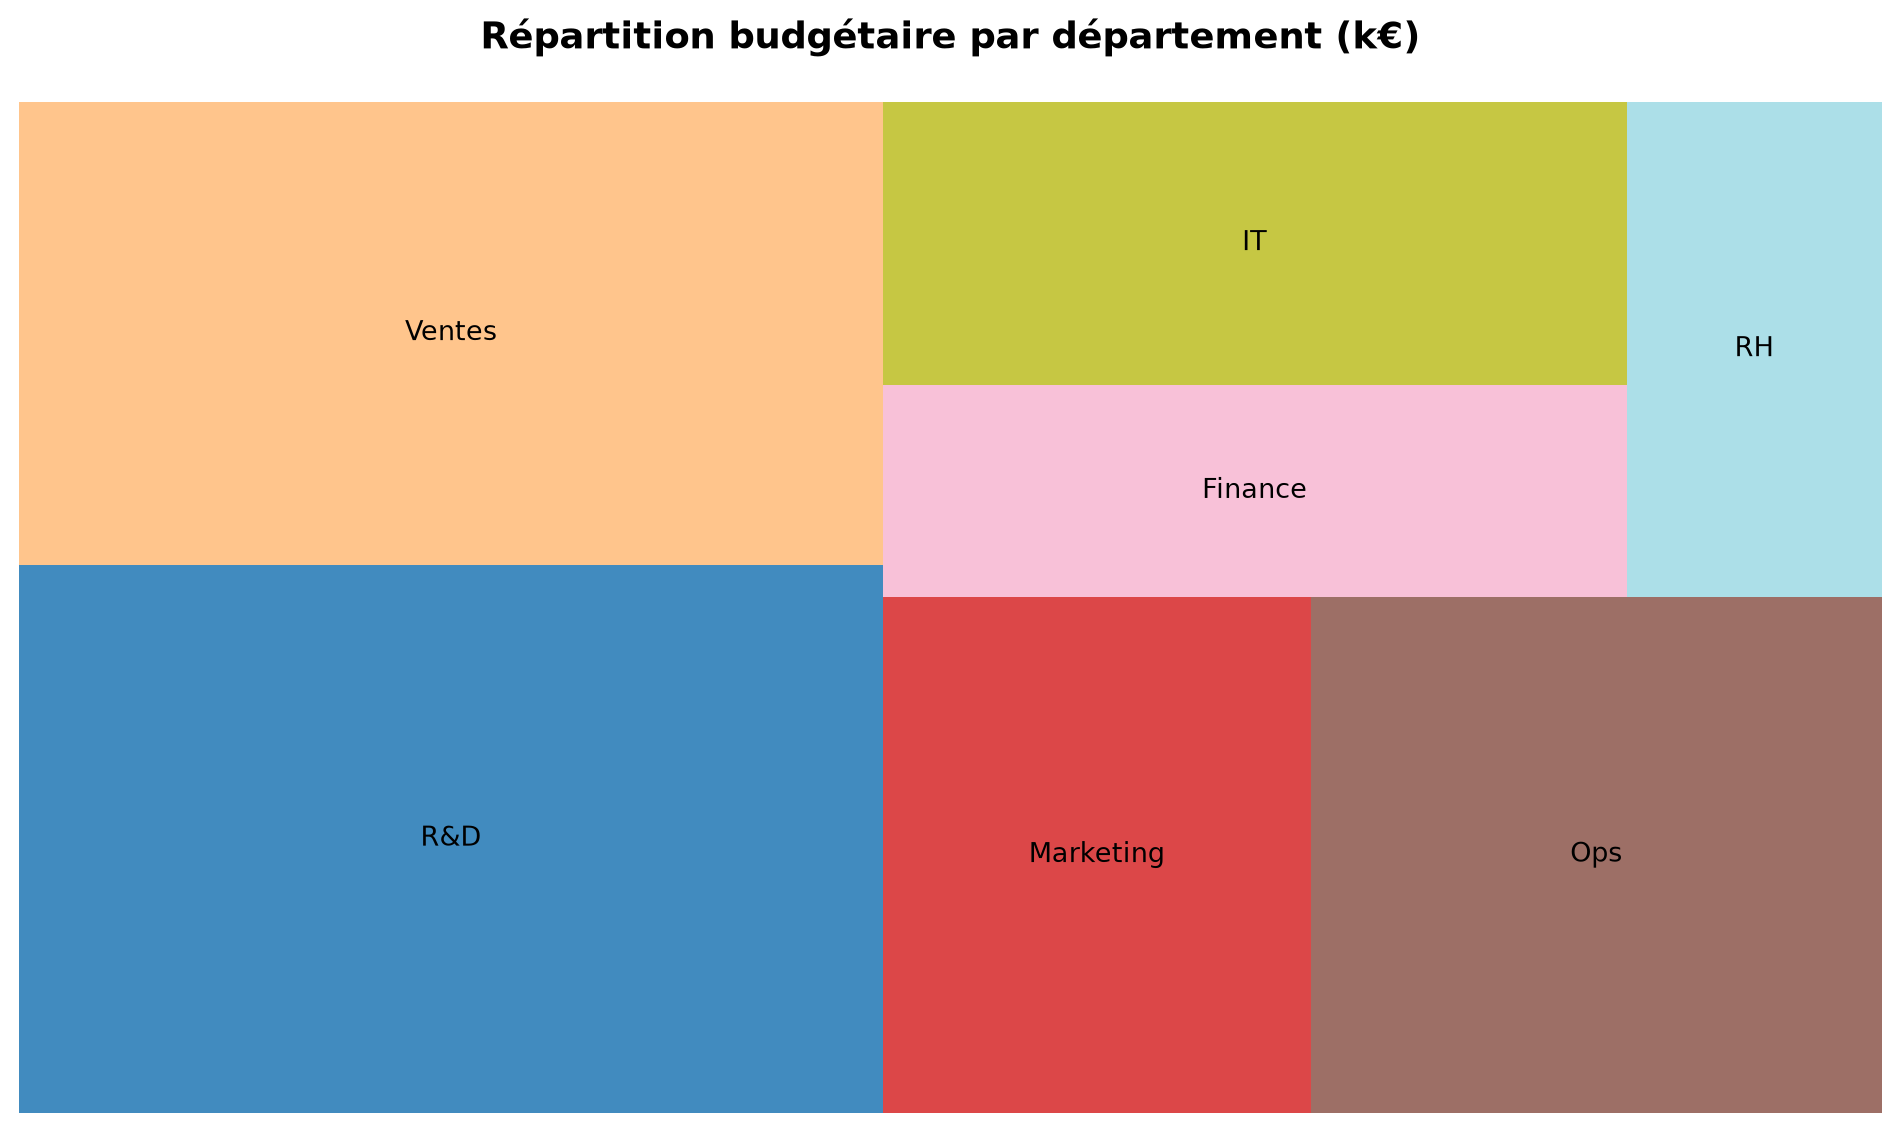 Répartition budgétaire par département (k€)
Ventes
IT
RH
Finance
R&D
Marketing
Ops